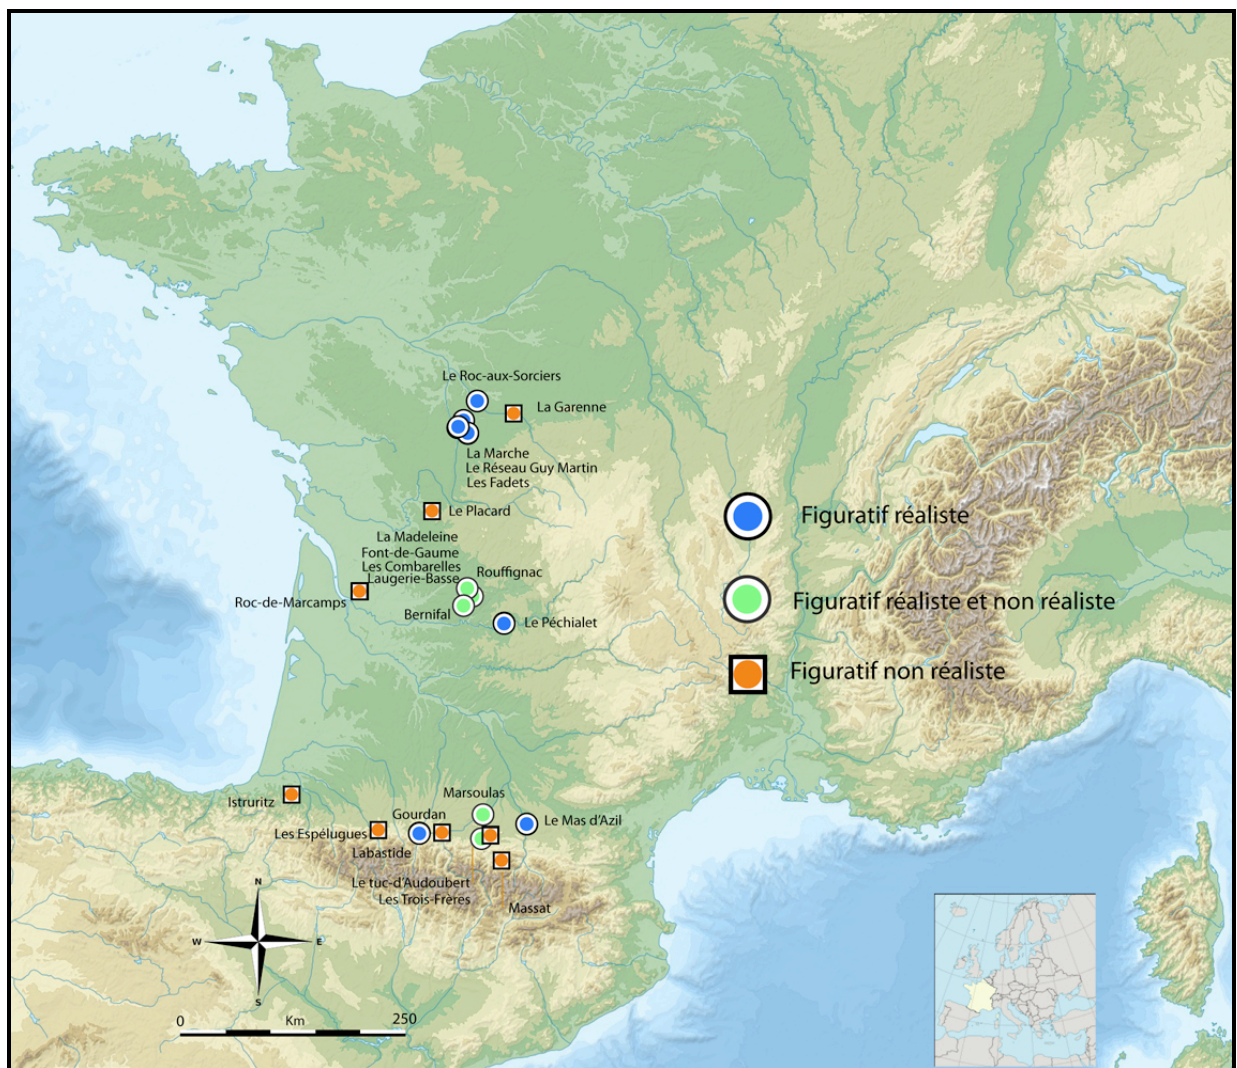 Le Roc-aux-Sorciers
La Garenne
La Marche
Le Réseau Guy Martin
Les Fadets
Le Placard
Figuratif réaliste
La Madeleine
Font-de-Gaume
Les Combarelles
Laugerie-Basse
Rouffignac
Roc-de-Marcamps
Bernifal
Le Péchialet
Figuratif réaliste et non réaliste
Figuratif non réaliste
Istruritz
Marsoulas
Gourdan
Le Mas d'Azil
Les Espélugues
Labastide
Le tuc-d'Audoubert
Les Trois-Frères
Massat
N
W
E
S
0 Km 250